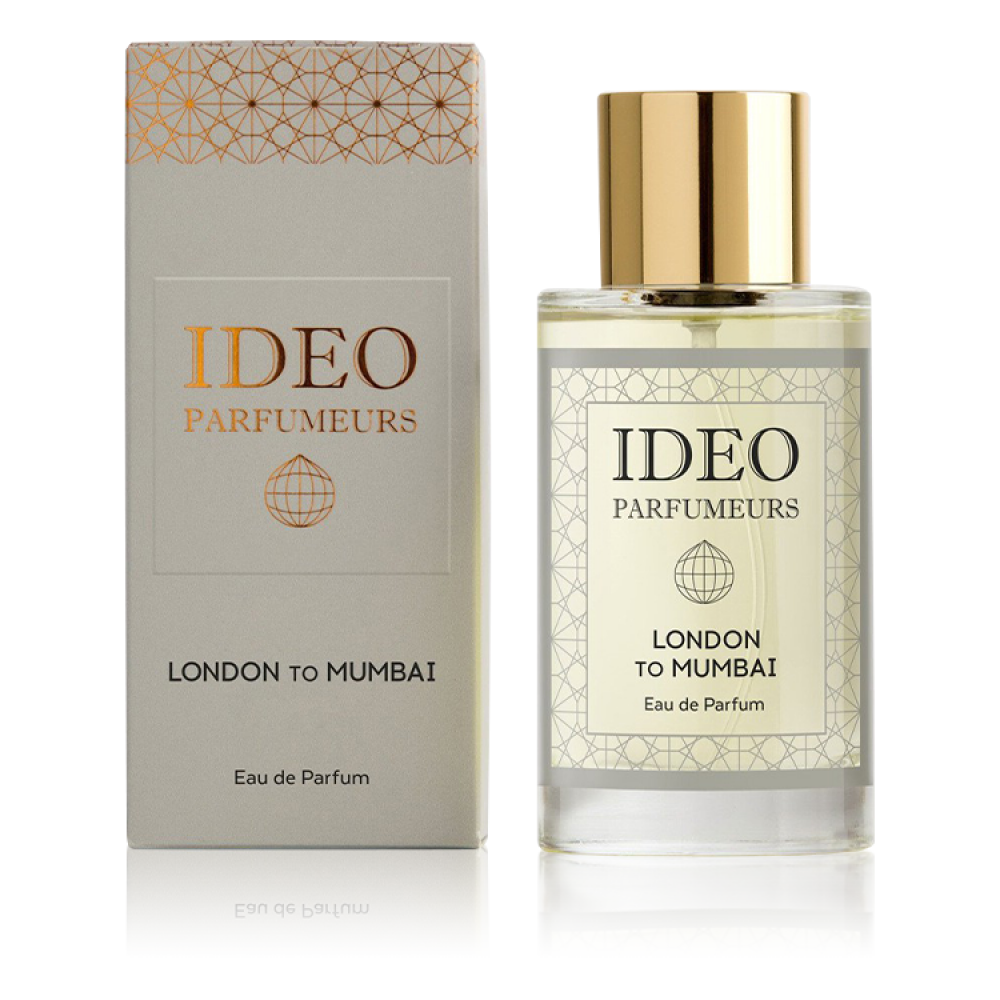 IDEO
PARFUMEURS
LONDON TO MUMBAI
Eau de Parfum
IDEO
PARFUMEURS
LONDON
TO MUMBAI
Eau de Parfum